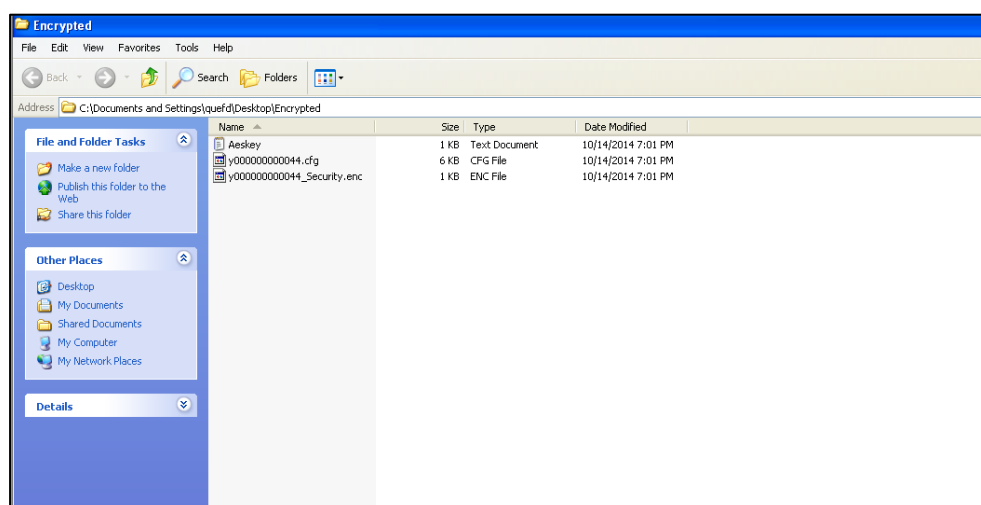 Encrypted
File Edit View Favorites Tools Help
Back Search Folders
Address C:\Documents and Settings\quefd\Desktop\Encrypted
Name Size Type Date Modified
File and Folder Tasks
Make a new folder
Publish this folder to the
Web
Share this folder
Other Places
Desktop
My Documents
Shared Documents
My Computer
My Network Places
Details
Aeskey 1 KB Text Document 10/14/2014 7:01 PM
y000000000044.cfg 6 KB CFG File 10/14/2014 7:01 PM
y000000000044_Security.enc 1 KB ENC File 10/14/2014 7:01 PM